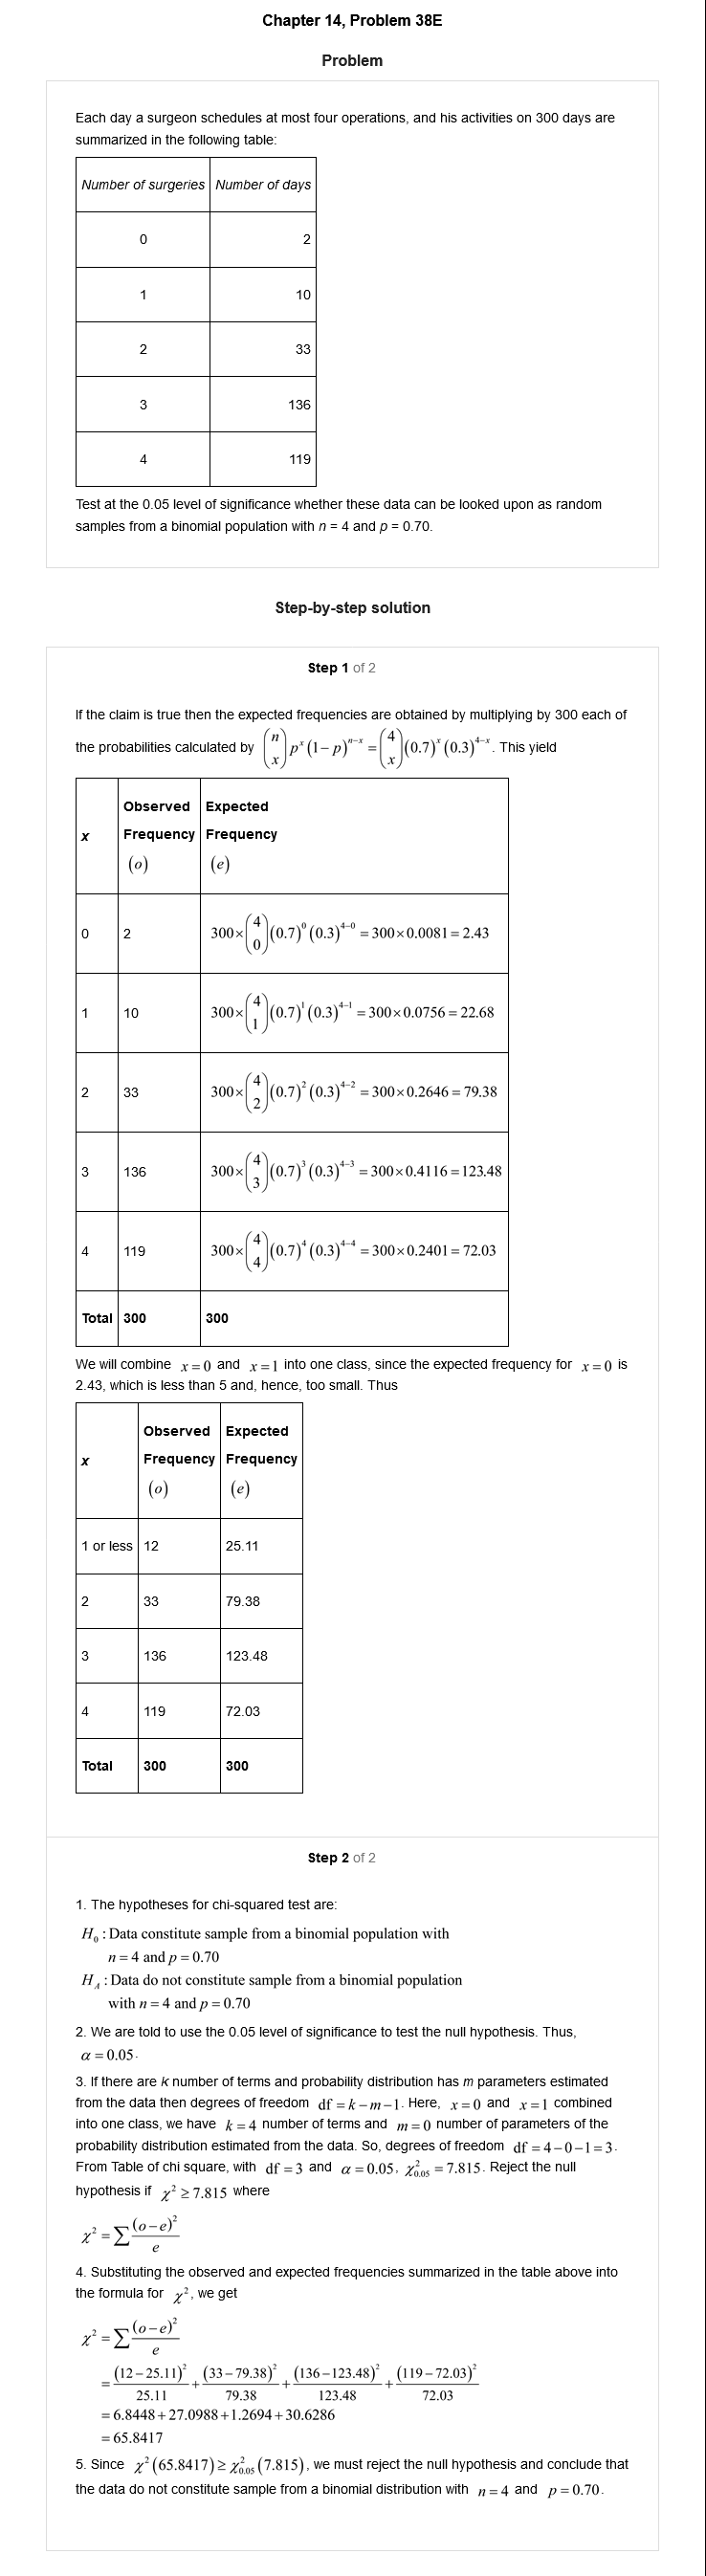 Chapter 14, Problem 38E
Problem
Each day a surgeon schedules at most four operations, and his activities on 300 days are
summarized in the following table:
Number of surgeries Number of days
0 2
1 10
2 33
3 136
4 119
Test at the 0.05 level of significance whether these data can be looked upon as random
samples from a binomial population with n = 4 and p = 0.70.
Step-by-step solution
Step 1 of 2
If the claim is true then the expected frequencies are obtained by multiplying by 300 each of
the probabilities calculated by $\binom{n}{x} p^x (1-p)^{n-x} = \binom{4}{x} (0.7)^x (0.3)^{4-x}$. This yield
x Observed Frequency (o) Expected Frequency (e)
0 2 $300 \times \binom{4}{0} (0.7)^0 (0.3)^{4-0} = 300 \times 0.0081 = 2.43$
1 10 $300 \times \binom{4}{1} (0.7)^1 (0.3)^{4-1} = 300 \times 0.0756 = 22.68$
2 33 $300 \times \binom{4}{2} (0.7)^2 (0.3)^{4-2} = 300 \times 0.2646 = 79.38$
3 136 $300 \times \binom{4}{3} (0.7)^3 (0.3)^{4-3} = 300 \times 0.4116 = 123.48$
4 119 $300 \times \binom{4}{4} (0.7)^4 (0.3)^{4-4} = 300 \times 0.2401 = 72.03$
Total 300 300
We will combine x = 0 and x = 1 into one class, since the expected frequency for x = 0 is
2.43, which is less than 5 and, hence, too small. Thus
x Observed Frequency (o) Expected Frequency (e)
1 or less 12 25.11
2 33 79.38
3 136 123.48
4 119 72.03
Total 300 300
Step 2 of 2
1. The hypotheses for chi-squared test are:
$H_0$ : Data constitute sample from a binomial population with
n = 4 and p = 0.70
$H_A$ : Data do not constitute sample from a binomial population
with n = 4 and p = 0.70
2. We are told to use the 0.05 level of significance to test the null hypothesis. Thus,
α = 0.05.
3. If there are k number of terms and probability distribution has m parameters estimated
from the data then degrees of freedom df = k − m − 1. Here, x = 0 and x = 1 combined
into one class, we have k = 4 number of terms and m = 0 number of parameters of the
probability distribution estimated from the data. So, degrees of freedom df = 4 − 0 − 1 = 3.
From Table of chi square, with df = 3 and α = 0.05, $\chi^2_{0.05} = 7.815$. Reject the null
hypothesis if $\chi^2 \geq 7.815$ where
$\chi^2 = \sum \frac{(o-e)^2}{e}$
4. Substituting the observed and expected frequencies summarized in the table above into
the formula for $\chi^2$, we get
$\chi^2 = \sum \frac{(o-e)^2}{e}$
$= \frac{(12-25.11)^2}{25.11} + \frac{(33-79.38)^2}{79.38} + \frac{(136-123.48)^2}{123.48} + \frac{(119-72.03)^2}{72.03}$
= 6.8448 + 27.0988 + 1.2694 + 30.6286
= 65.8417
5. Since $\chi^2 (65.8417) \geq \chi^2_{0.05} (7.815)$, we must reject the null hypothesis and conclude that
the data do not constitute sample from a binomial distribution with n = 4 and p = 0.70.